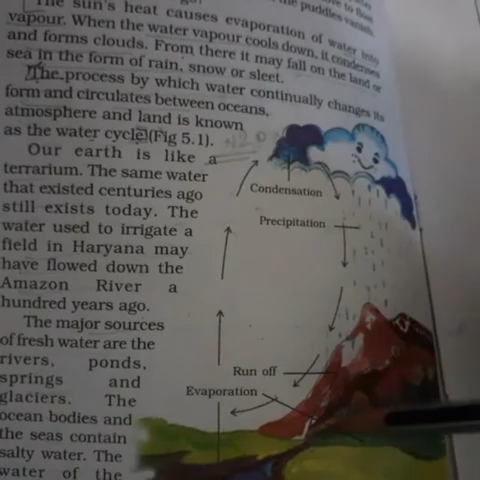 The sun's heat causes evaporation of water into
vapour. When the water vapour cools down, it condenses
and forms clouds. From there it may fall on the land or
sea in the form of rain, snow or sleet.
The process by which water continually changes its
form and circulates between oceans,
atmosphere and land is known
as the water cycle(Fig 5.1).
Our earth is like a
terrarium. The same water
that existed centuries ago
still exists today. The
water used to irrigate a
field in Haryana may
have flowed down the
Amazon River a
hundred years ago.
The major sources
of fresh water are the
rivers, ponds,
springs and
glaciers. The
ocean bodies and
the seas contain
salty water. The
water of the
Condensation
Precipitation
Run off
Evaporation